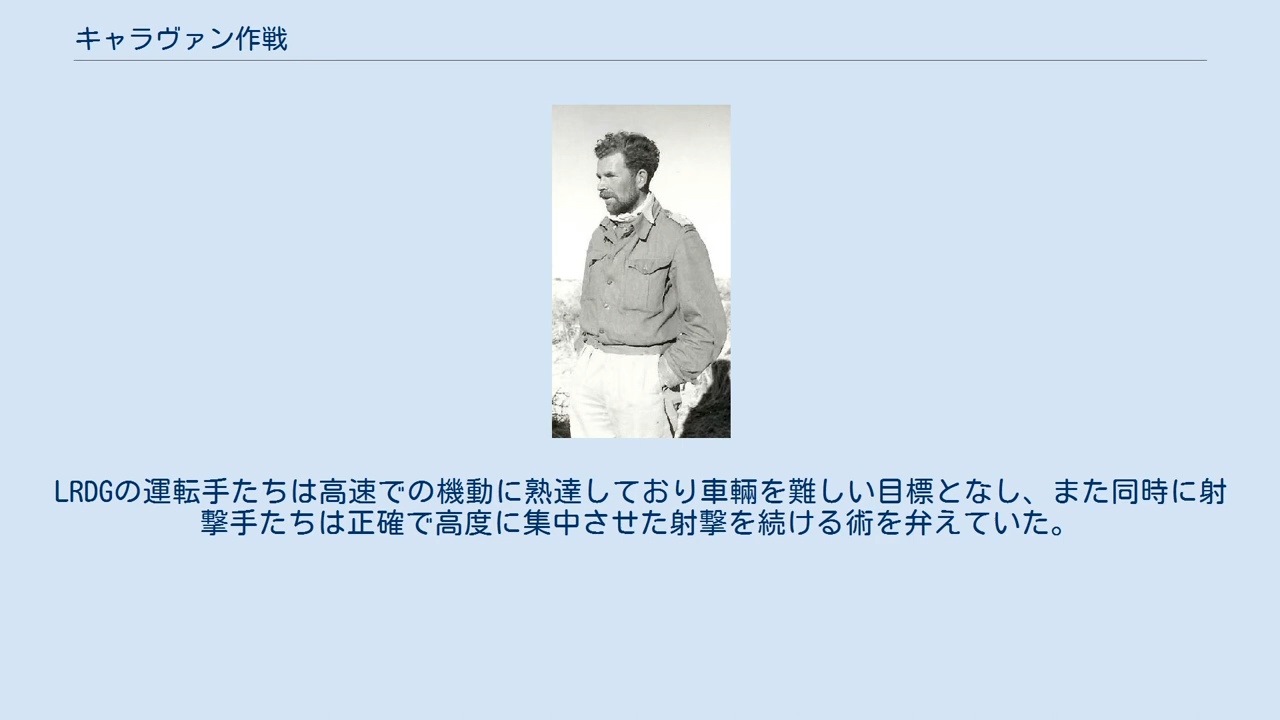 キャラヴァン作戦
LRDGの運転手たちは高速での機動に熟達しており車輛を難しい目標となし、また同時に射
撃手たちは正確で高度に集中させた射撃を続ける術を弁えていた。